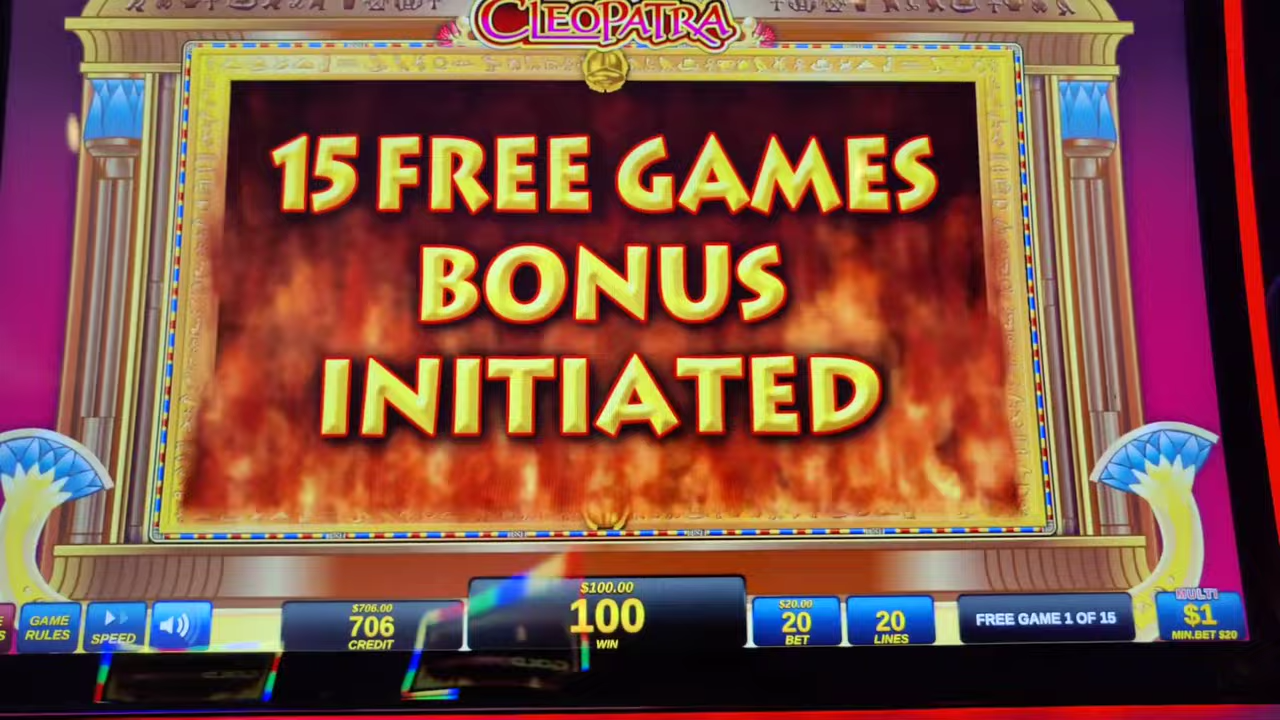 CLEOPATRA
15 FREE GAMES
BONUS
INITIATED
GAME
RULES
SPEED
$706.00
706
CREDIT
$100.00
100
WIN
$20.00
20
BET
20
LINES
FREE GAME 1 OF 15
MULTI
$1
MIN.BET $20